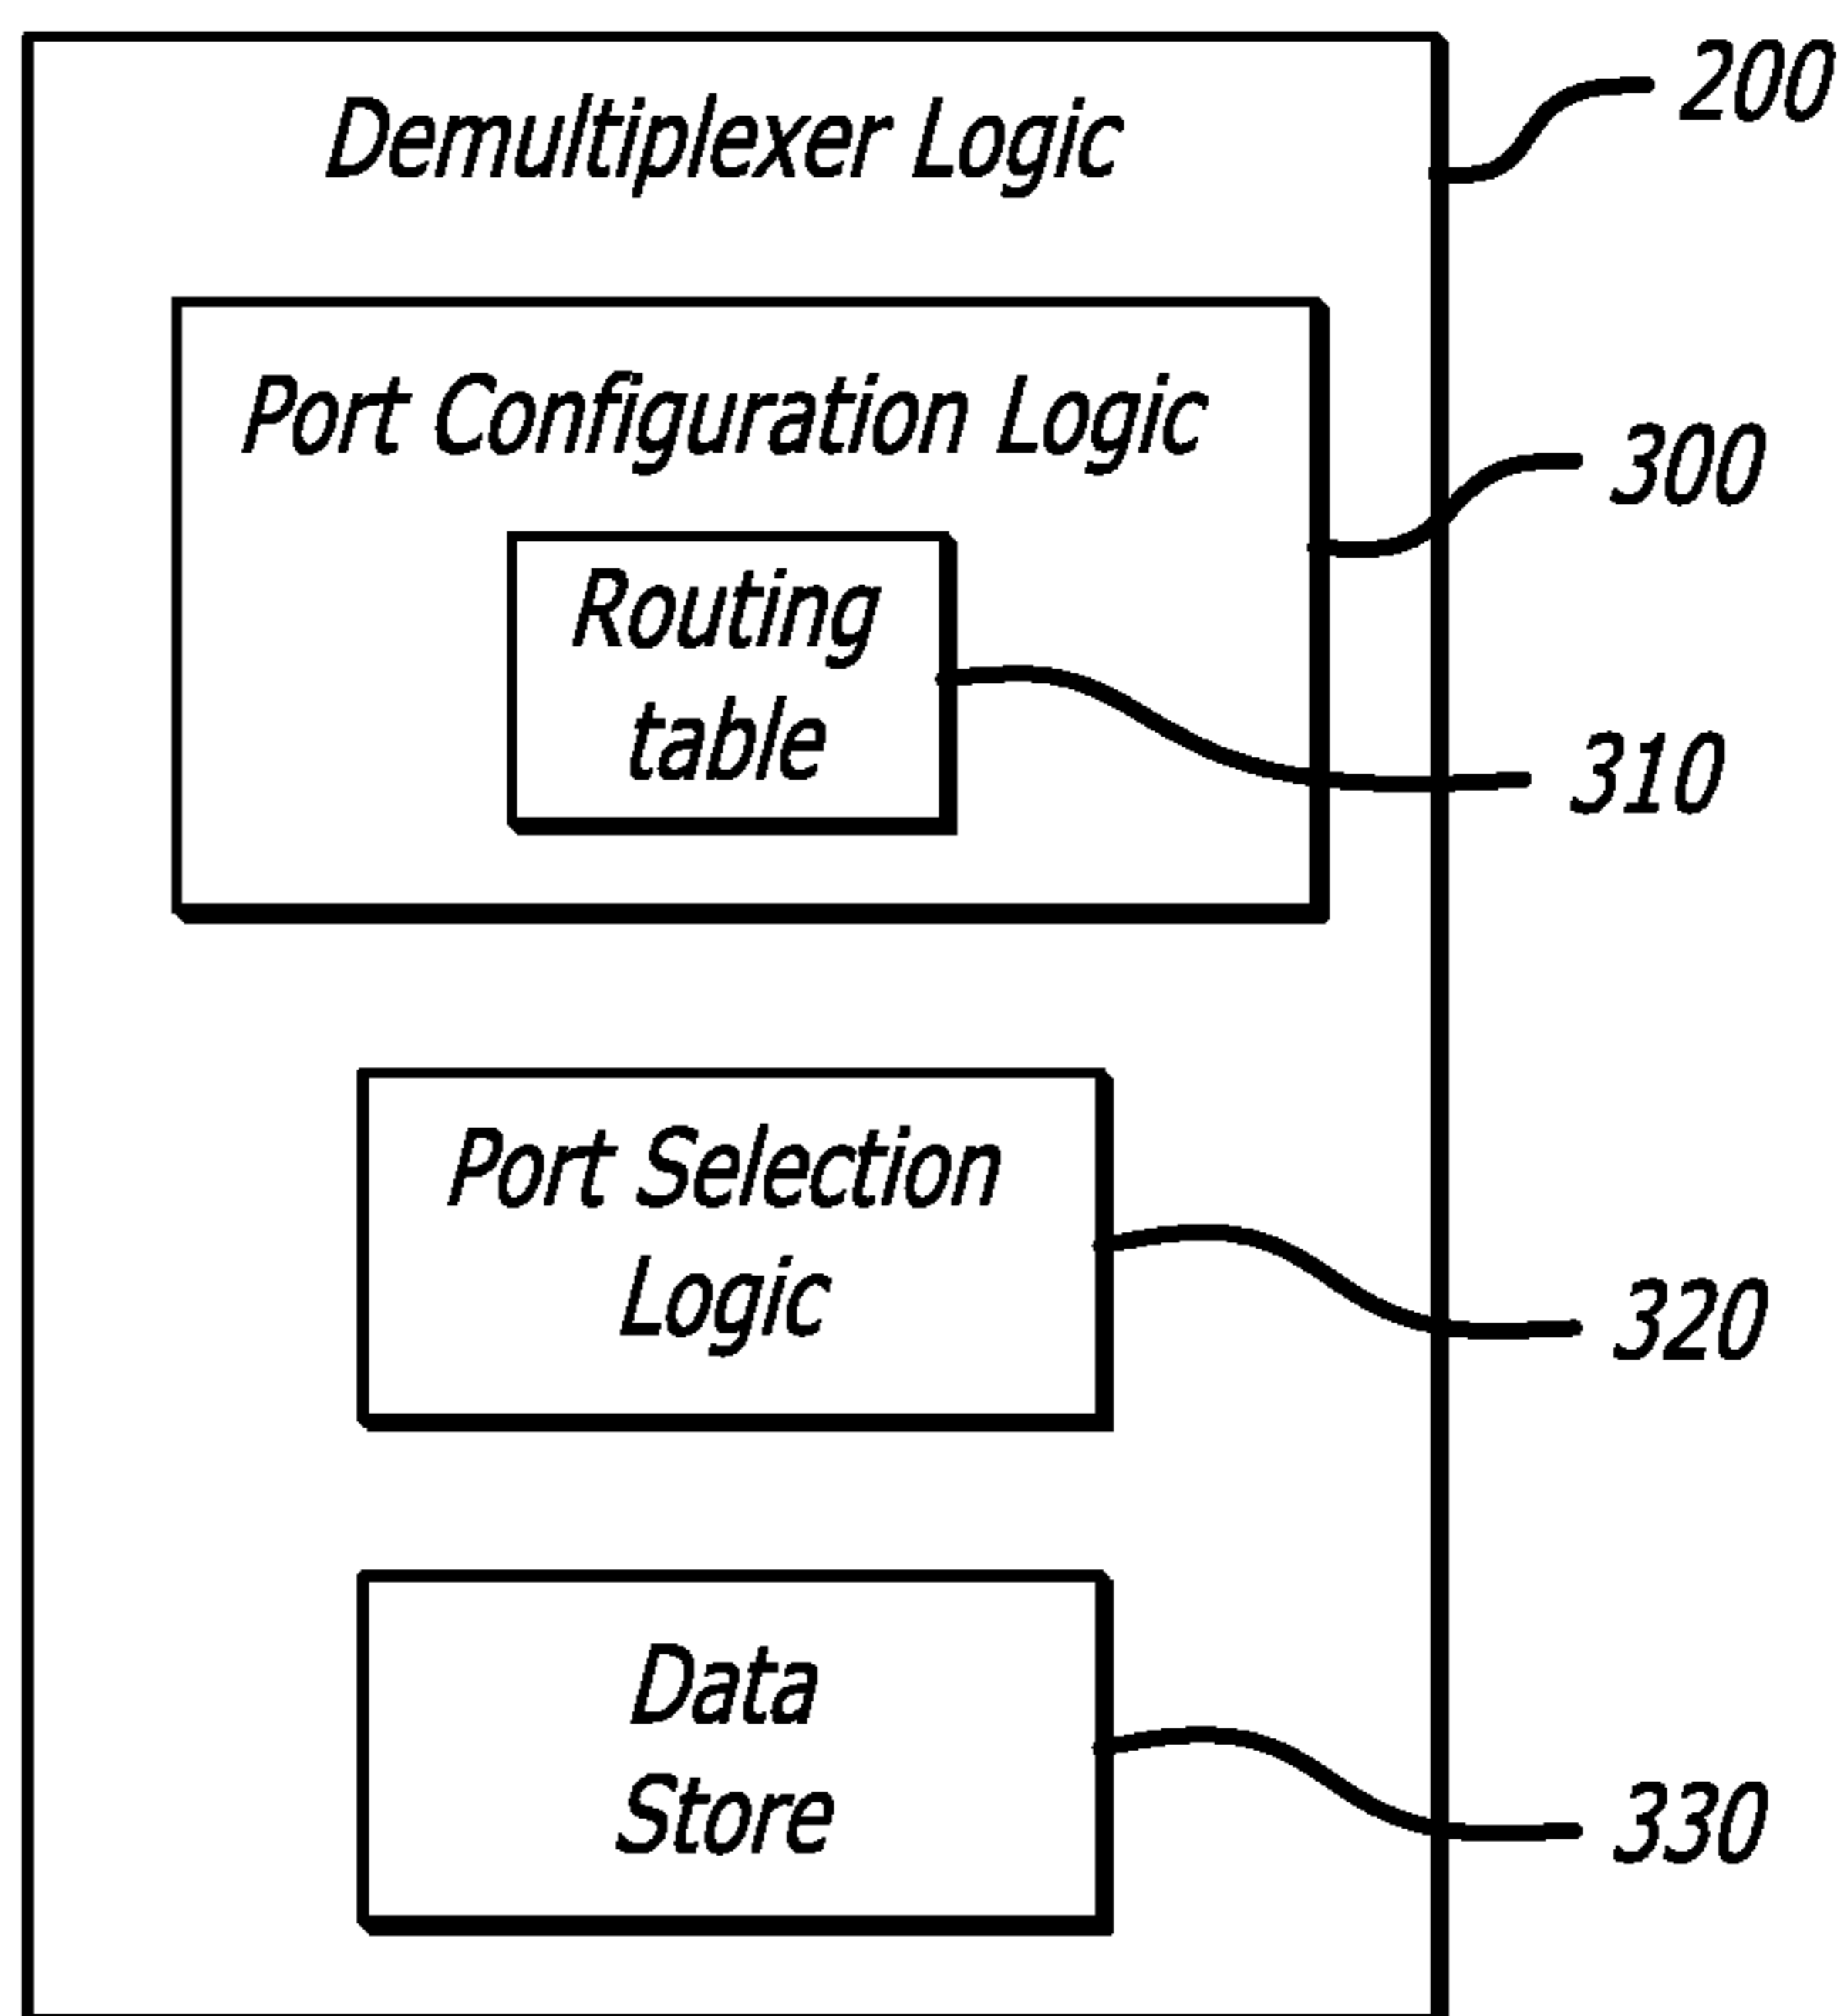 Demultiplexer Logic
200
Port Configuration Logic
300
Routing
table
310
Port Selection
Logic
320
Data
Store
330